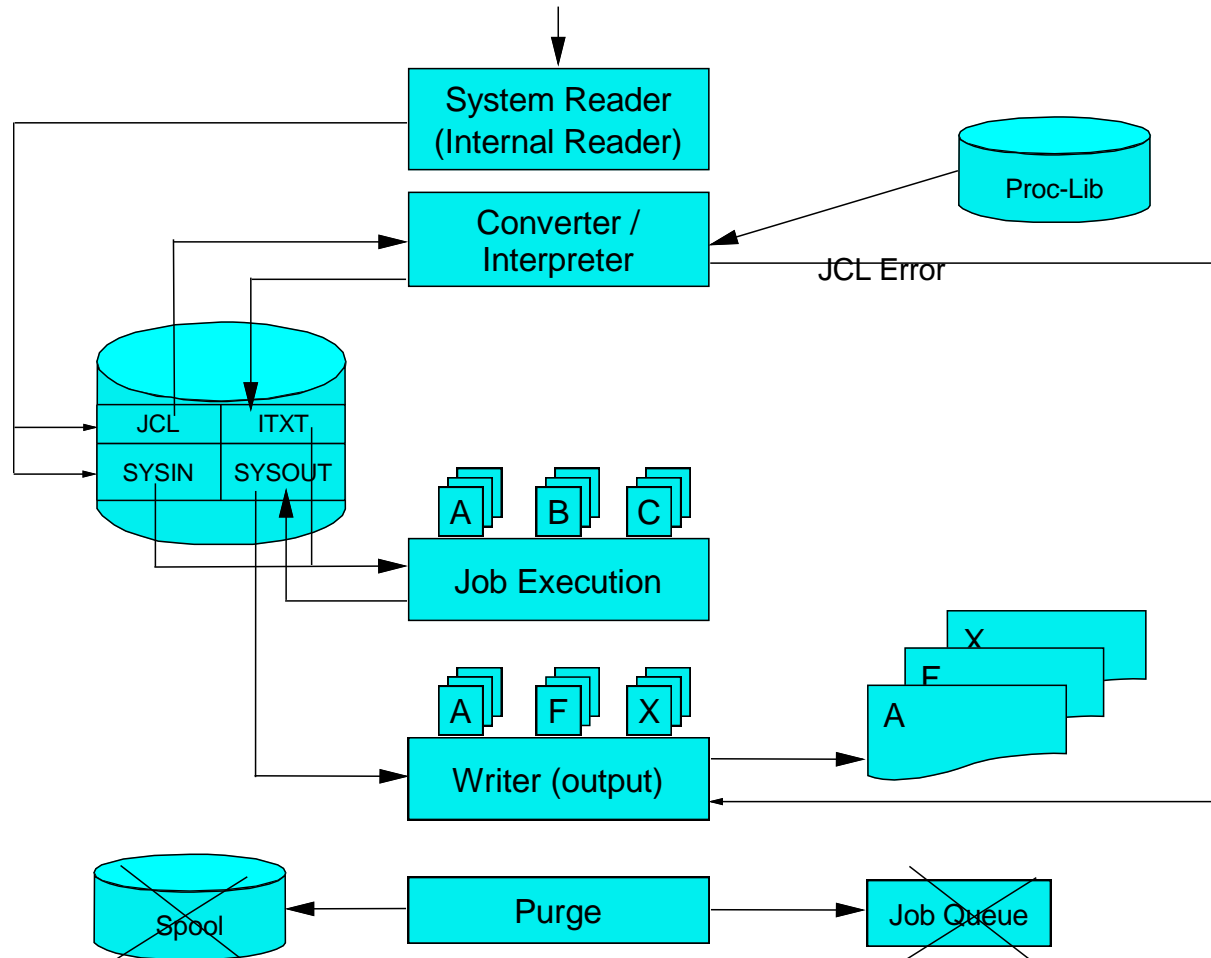 System Reader
(Internal Reader)
Proc-Lib
Converter /
Interpreter
JCL Error
JCL
ITXT
SYSIN
SYSOUT
A
B
C
Job Execution
X
F
A
A
F
X
Writer (output)
Spool
Purge
Job Queue